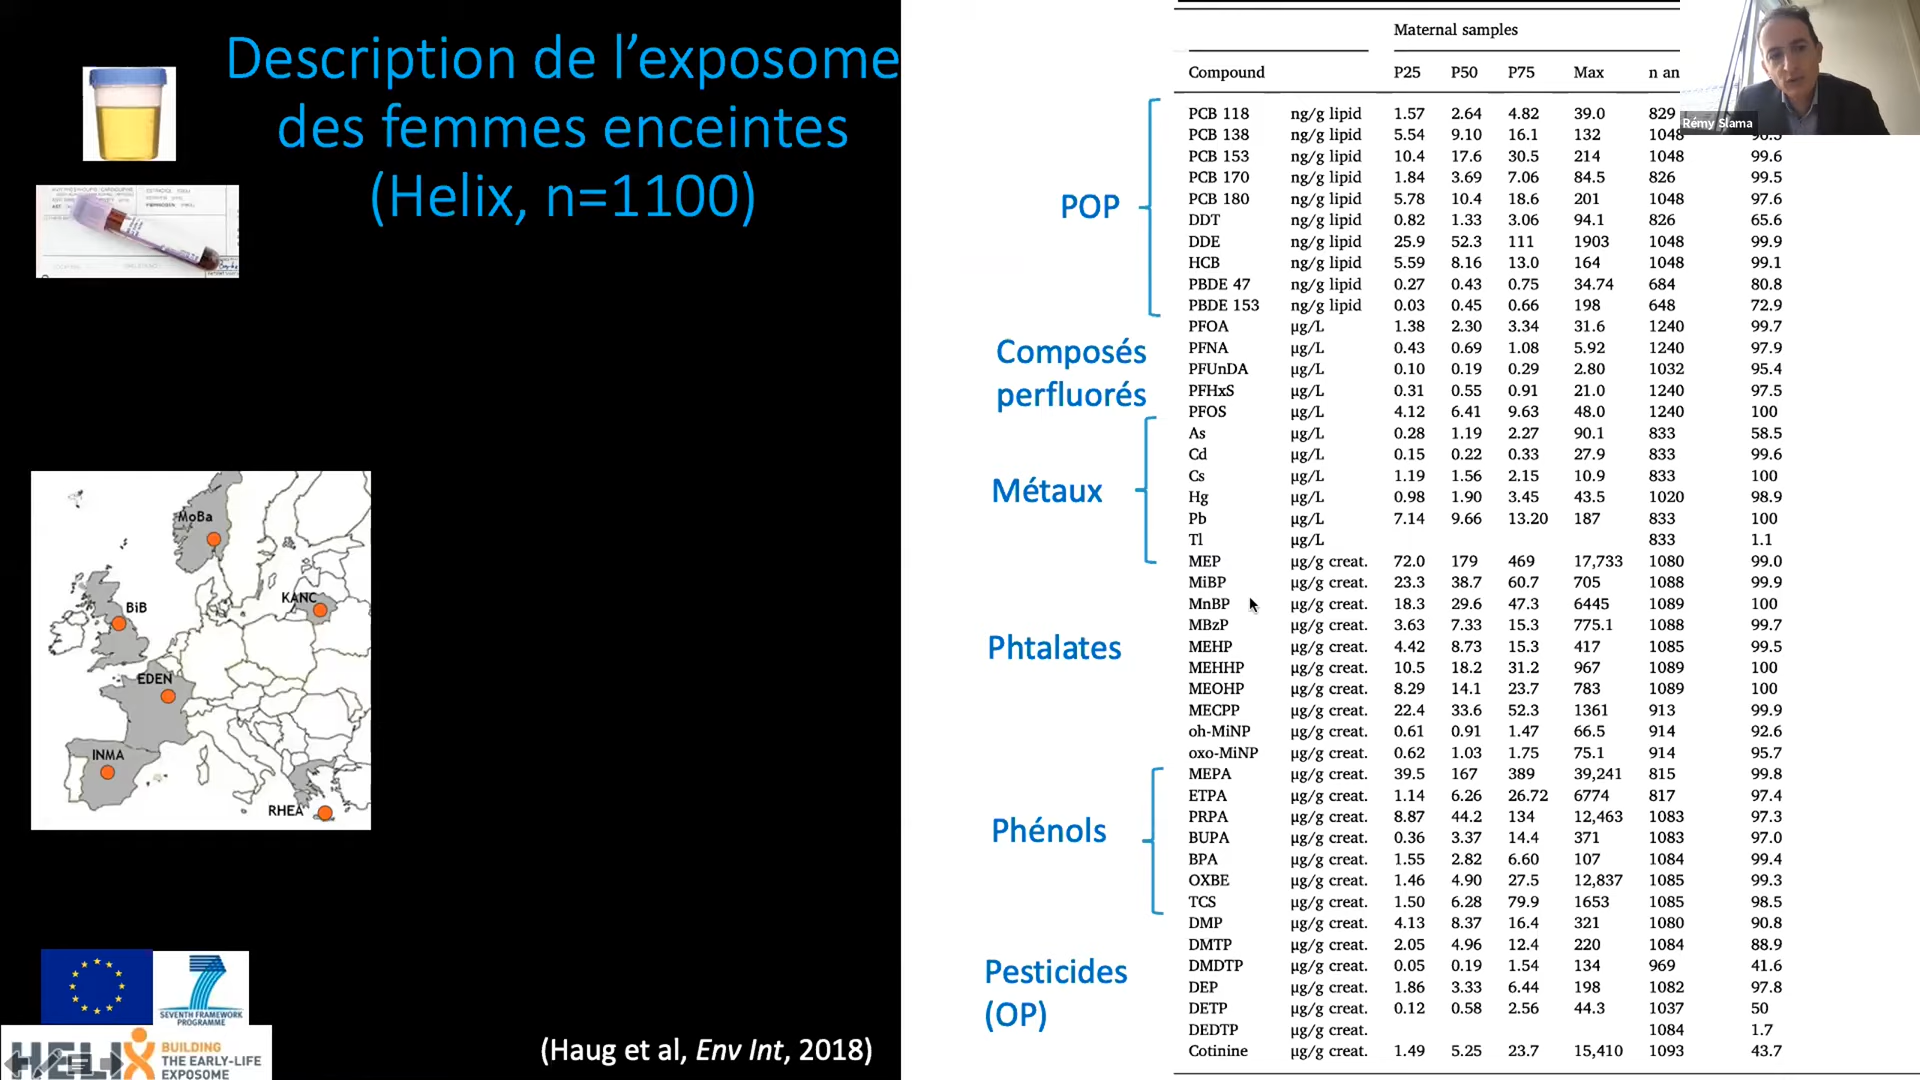 Description de l’exposome
des femmes enceintes
(Helix, n=1100)
MoBa
BiB
KANC
EDEN
INMA
RHEA
SEVENTH FRAMEWORK
PROGRAMME
HELIX
BUILDING
THE EARLY-LIFE
EXPOSOME
(Haug et al, Env Int, 2018)
POP
Composés
perfluorés
Métaux
Phtalates
Phénols
Pesticides
(OP)
Maternal samples
Compound P25 P50 P75 Max n an
PCB 118 ng/g lipid 1.57 2.64 4.82 39.0 829
PCB 138 ng/g lipid 5.54 9.10 16.1 132 1048
PCB 153 ng/g lipid 10.4 17.6 30.5 214 1048 99.6
PCB 170 ng/g lipid 1.84 3.69 7.06 84.5 826 99.5
PCB 180 ng/g lipid 5.78 10.4 18.6 201 1048 97.6
DDT ng/g lipid 0.82 1.33 3.06 94.1 826 65.6
DDE ng/g lipid 25.9 52.3 111 1903 1048 99.9
HCB ng/g lipid 5.59 8.16 13.0 164 1048 99.1
PBDE 47 ng/g lipid 0.27 0.43 0.75 34.74 684 80.8
PBDE 153 ng/g lipid 0.03 0.45 0.66 198 648 72.9
PFOA µg/L 1.38 2.30 3.34 31.6 1240 99.7
PFNA µg/L 0.43 0.69 1.08 5.92 1240 97.9
PFUnDA µg/L 0.10 0.19 0.29 2.80 1032 95.4
PFHxS µg/L 0.31 0.55 0.91 21.0 1240 97.5
PFOS µg/L 4.12 6.41 9.63 48.0 1240 100
As µg/L 0.28 1.19 2.27 90.1 833 58.5
Cd µg/L 0.15 0.22 0.33 27.9 833 99.6
Cs µg/L 1.19 1.56 2.15 10.9 833 100
Hg µg/L 0.98 1.90 3.45 43.5 1020 98.9
Pb µg/L 7.14 9.66 13.20 187 833 100
Tl µg/L 833 1.1
MEP µg/g creat. 72.0 179 469 17,733 1080 99.0
MiBP µg/g creat. 23.3 38.7 60.7 705 1088 99.9
MnBP µg/g creat. 18.3 29.6 47.3 6445 1089 100
MBzP µg/g creat. 3.63 7.33 15.3 775.1 1088 99.7
MEHP µg/g creat. 4.42 8.73 15.3 417 1085 99.5
MEHHP µg/g creat. 10.5 18.2 31.2 967 1089 100
MEOHP µg/g creat. 8.29 14.1 23.7 783 1089 100
MECPP µg/g creat. 22.4 33.6 52.3 1361 913 99.9
oh-MiNP µg/g creat. 0.61 0.91 1.47 66.5 914 92.6
oxo-MiNP µg/g creat. 0.62 1.03 1.75 75.1 914 95.7
MEPA µg/g creat. 39.5 167 389 39,241 815 99.8
ETPA µg/g creat. 1.14 6.26 26.72 6774 817 97.4
PRPA µg/g creat. 8.87 44.2 134 12,463 1083 97.3
BUPA µg/g creat. 0.36 3.37 14.4 371 1083 97.0
BPA µg/g creat. 1.55 2.82 6.60 107 1084 99.4
OXBE µg/g creat. 1.46 4.90 27.5 12,837 1085 99.3
TCS µg/g creat. 1.50 6.28 79.9 1653 1085 98.5
DMP µg/g creat. 4.13 8.37 16.4 321 1080 90.8
DMTP µg/g creat. 2.05 4.96 12.4 220 1084 88.9
DMDTP µg/g creat. 0.05 0.19 1.54 134 969 41.6
DEP µg/g creat. 1.86 3.33 6.44 198 1082 97.8
DETP µg/g creat. 0.12 0.58 2.56 44.3 1037 50
DEDTP µg/g creat. 1084 1.7
Cotinine µg/g creat. 1.49 5.25 23.7 15,410 1093 43.7
Rémy Slama